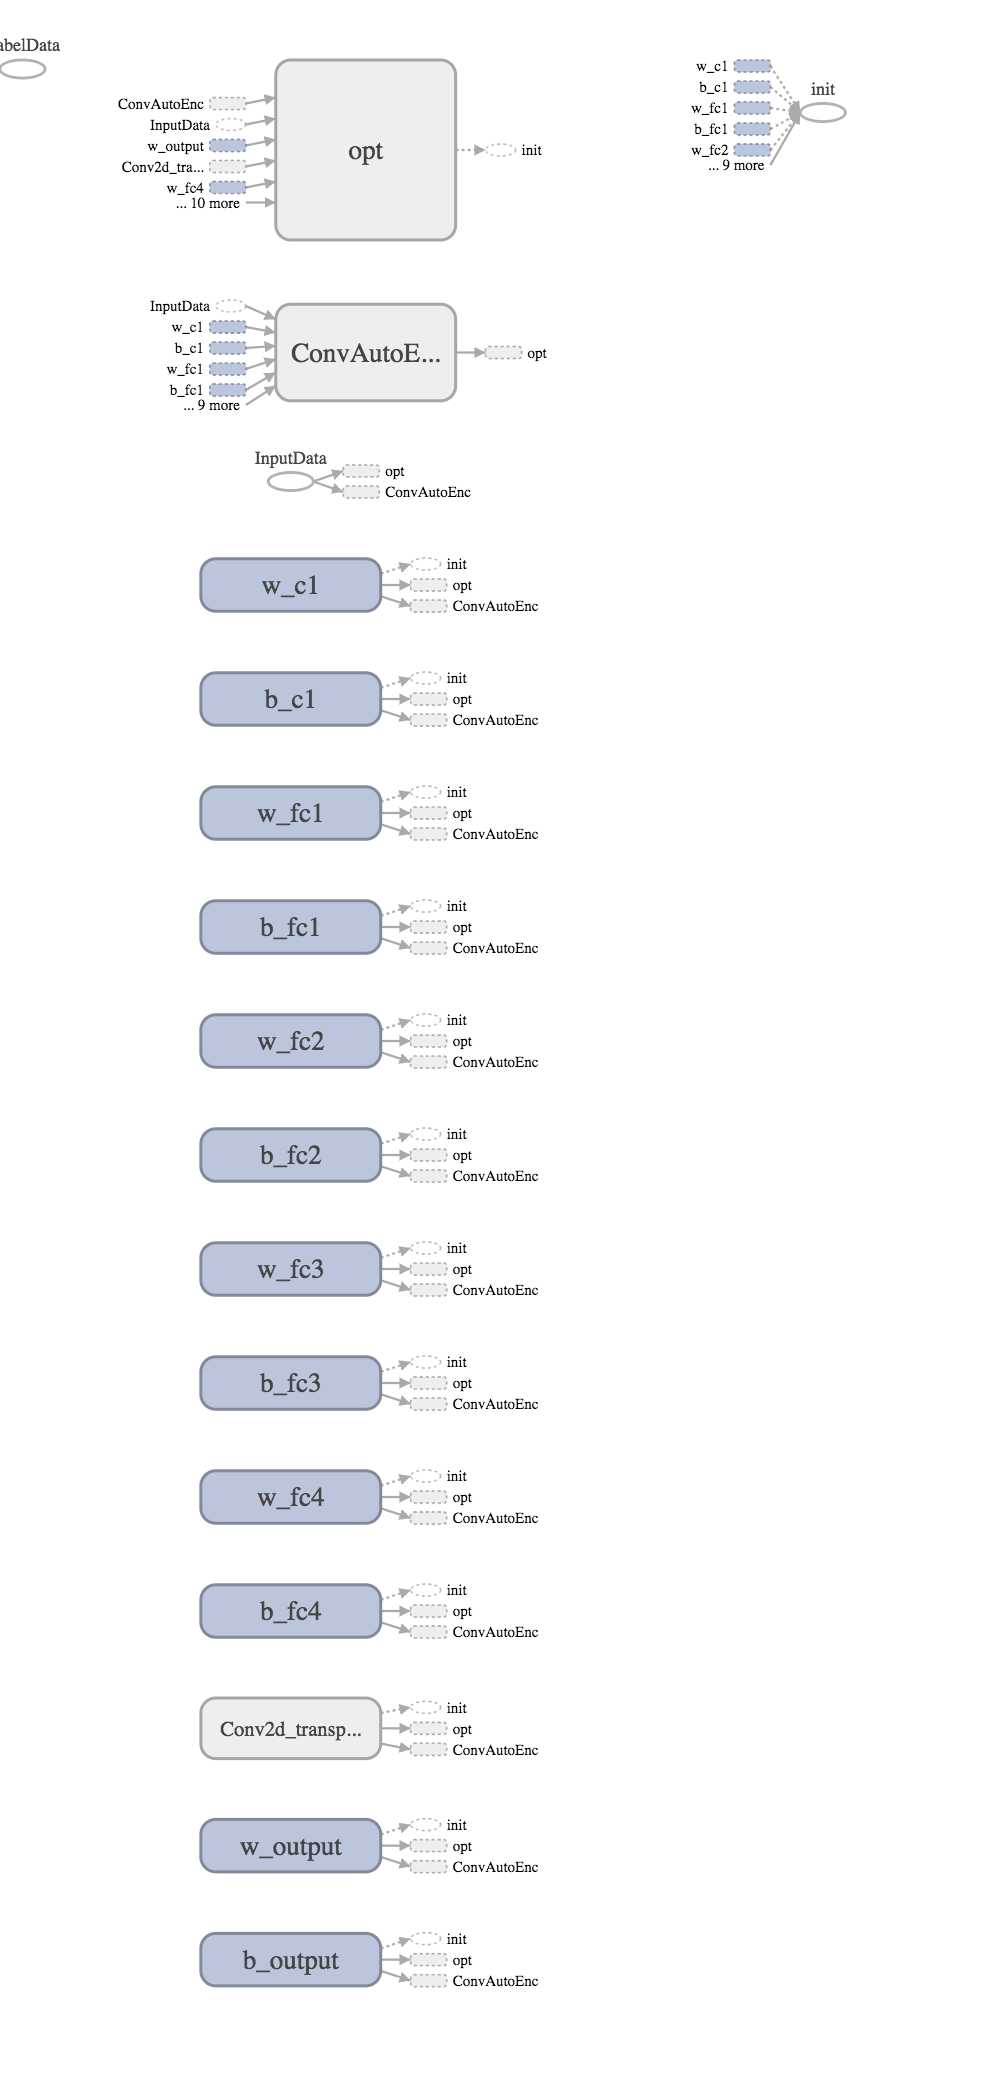 abelData
ConvAutoEnc
InputData
w_output
Conv2d_tra...
w_fc4
... 10 more
opt
init
w_c1
b_c1
w_fc1
b_fc1
w_fc2
... 9 more
init
InputData
w_c1
b_c1
w_fc1
b_fc1
... 9 more
ConvAutoE...
opt
InputData
opt
ConvAutoEnc
w_c1
init
opt
ConvAutoEnc
b_c1
init
opt
ConvAutoEnc
w_fc1
init
opt
ConvAutoEnc
b_fc1
init
opt
ConvAutoEnc
w_fc2
init
opt
ConvAutoEnc
b_fc2
init
opt
ConvAutoEnc
w_fc3
init
opt
ConvAutoEnc
b_fc3
init
opt
ConvAutoEnc
w_fc4
init
opt
ConvAutoEnc
b_fc4
init
opt
ConvAutoEnc
Conv2d_transp...
init
opt
ConvAutoEnc
w_output
init
opt
ConvAutoEnc
b_output
init
opt
ConvAutoEnc